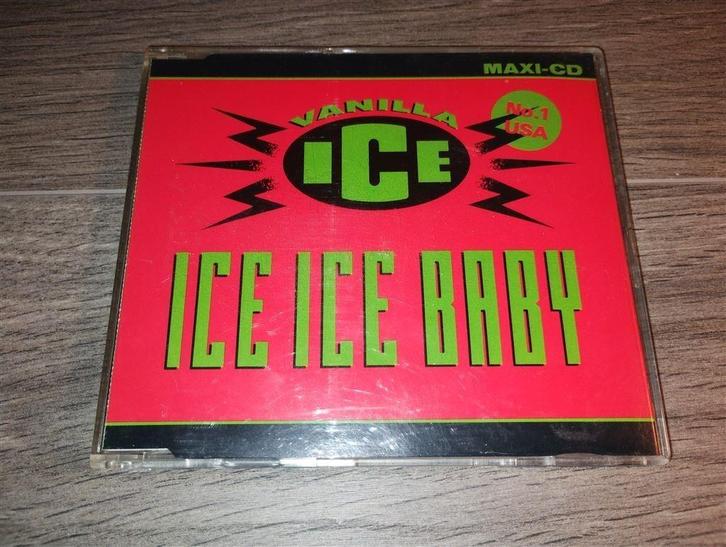 MAXI-CD
VANILLA
ICE
No.1
USA
ICE ICE BABY